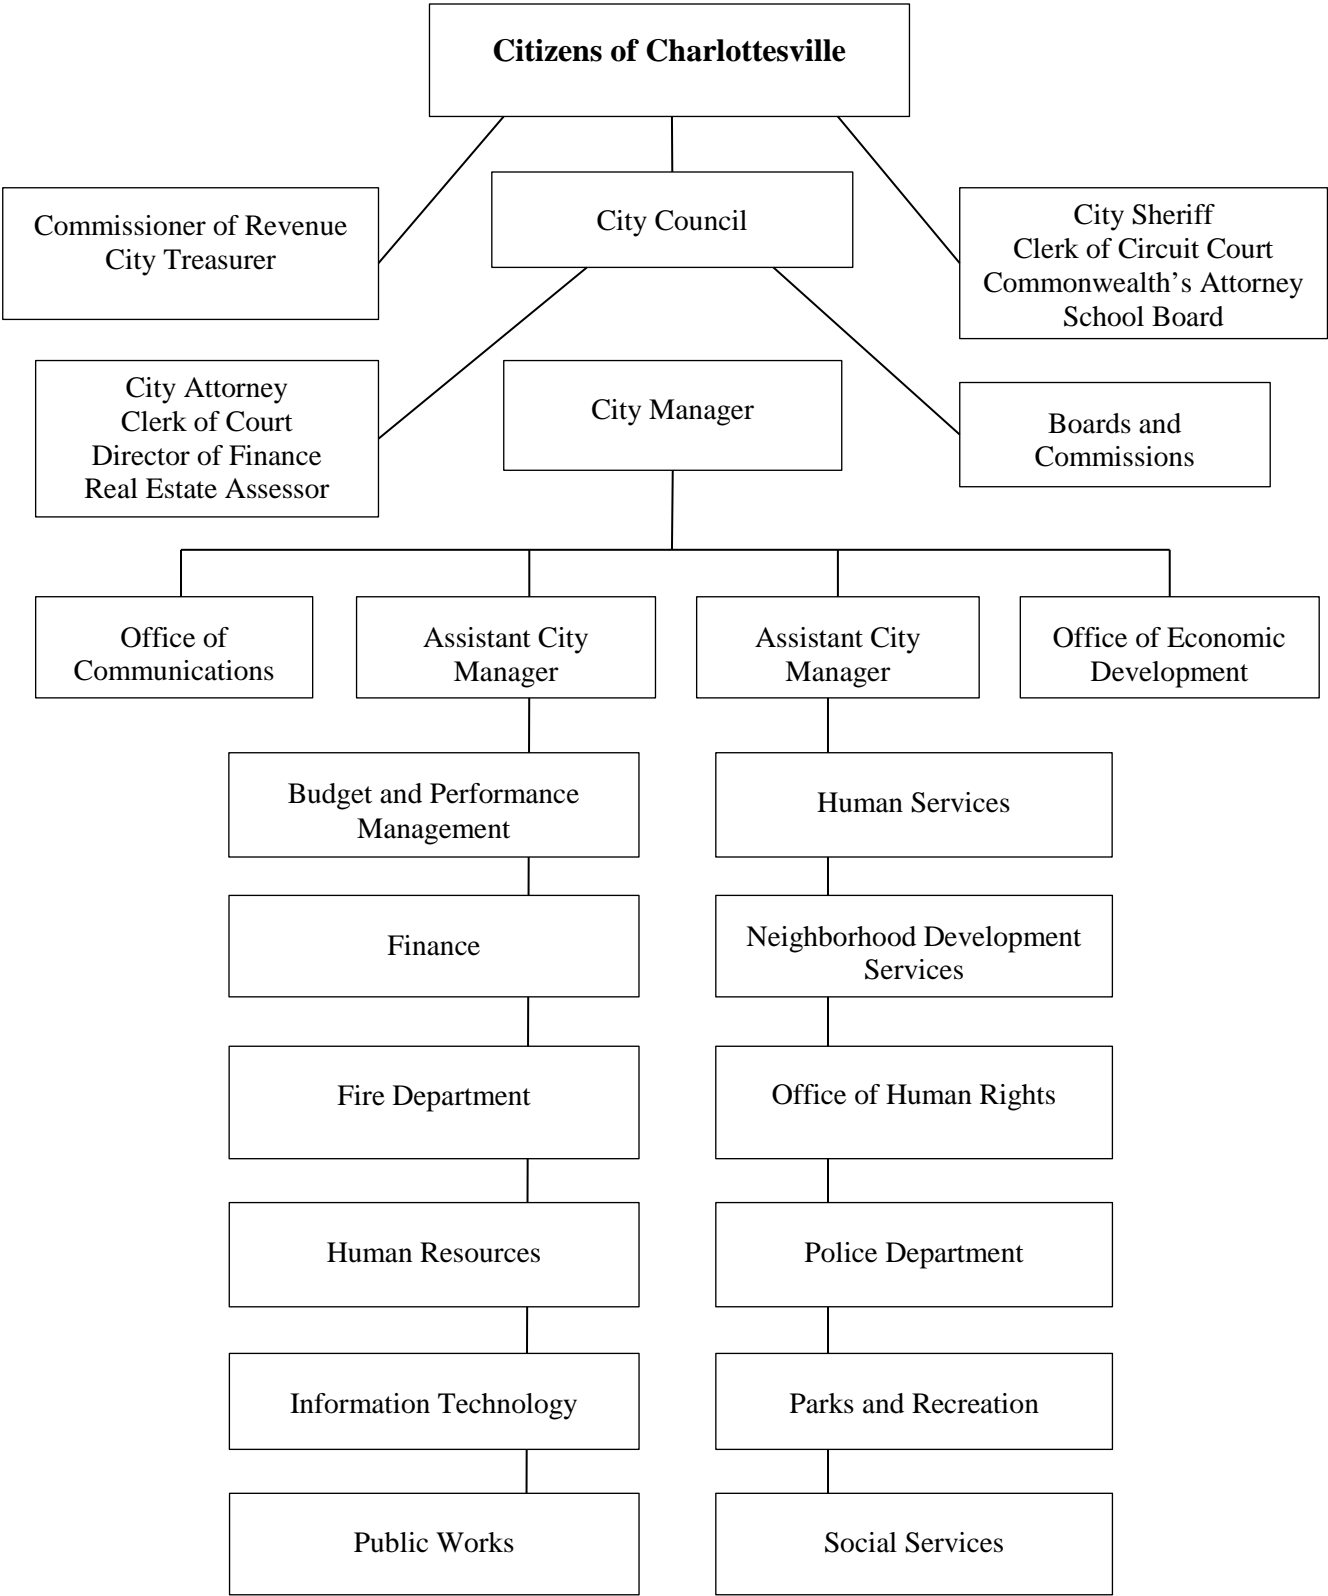 Citizens of Charlottesville
Commissioner of Revenue
City Treasurer
City Council
City Sheriff
Clerk of Circuit Court
Commonwealth’s Attorney
School Board
City Attorney
Clerk of Court
Director of Finance
Real Estate Assessor
City Manager
Boards and
Commissions
Office of
Communications
Assistant City
Manager
Assistant City
Manager
Office of Economic
Development
Budget and Performance
Management
Human Services
Finance
Neighborhood Development
Services
Fire Department
Office of Human Rights
Human Resources
Police Department
Information Technology
Parks and Recreation
Public Works
Social Services